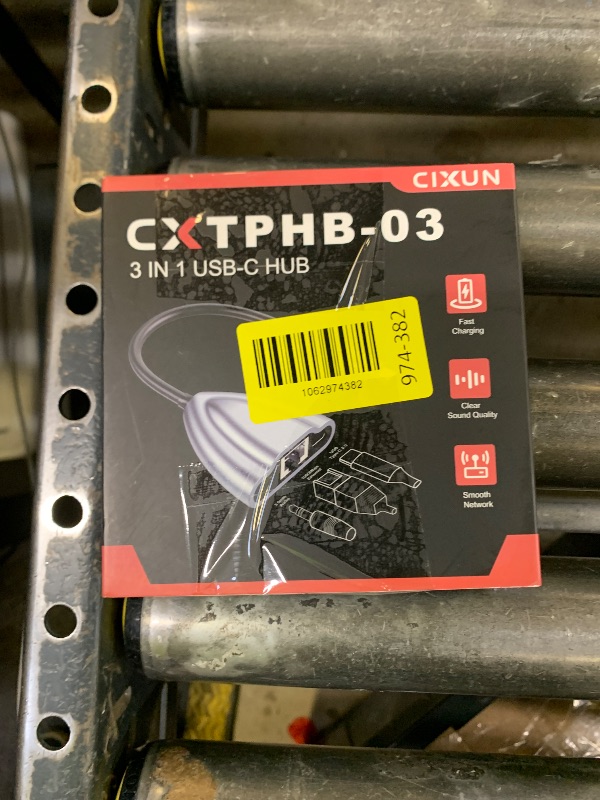 CIXUN
CXTPHB-03
3 IN 1 USB-C HUB
Fast
Charging
974-382
1062974382
Clear
Sound Quality
Smooth
Network